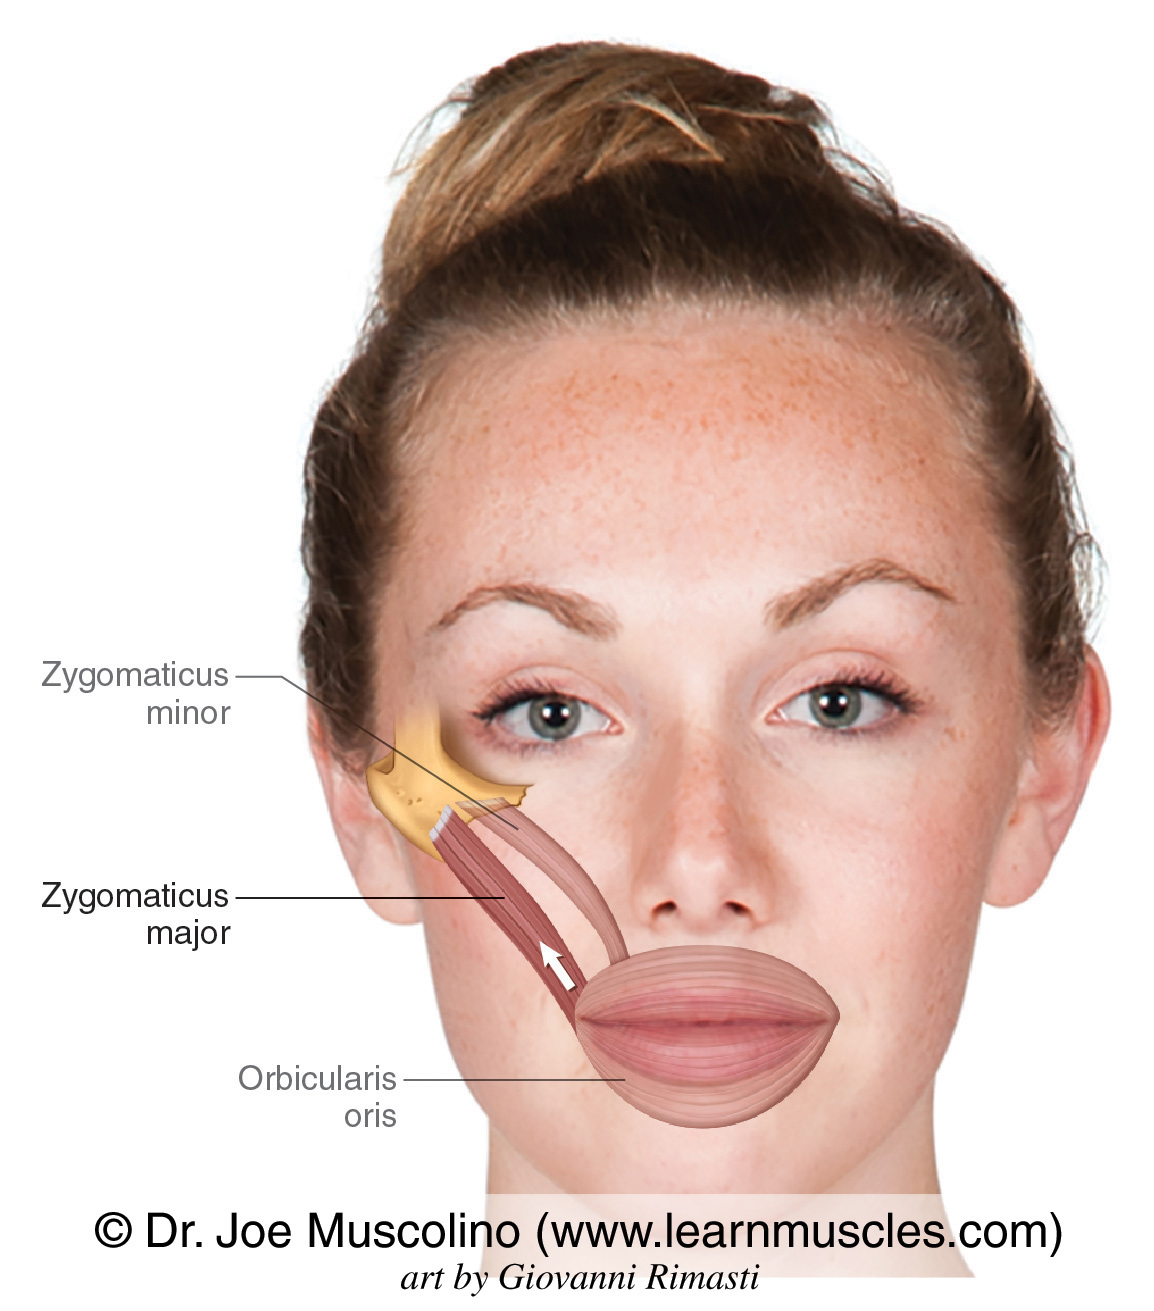 Zygomaticus
minor
Zygomaticus
major
Orbicularis
oris
© Dr. Joe Muscolino (www.learnmuscles.com)
art by Giovanni Rimasti